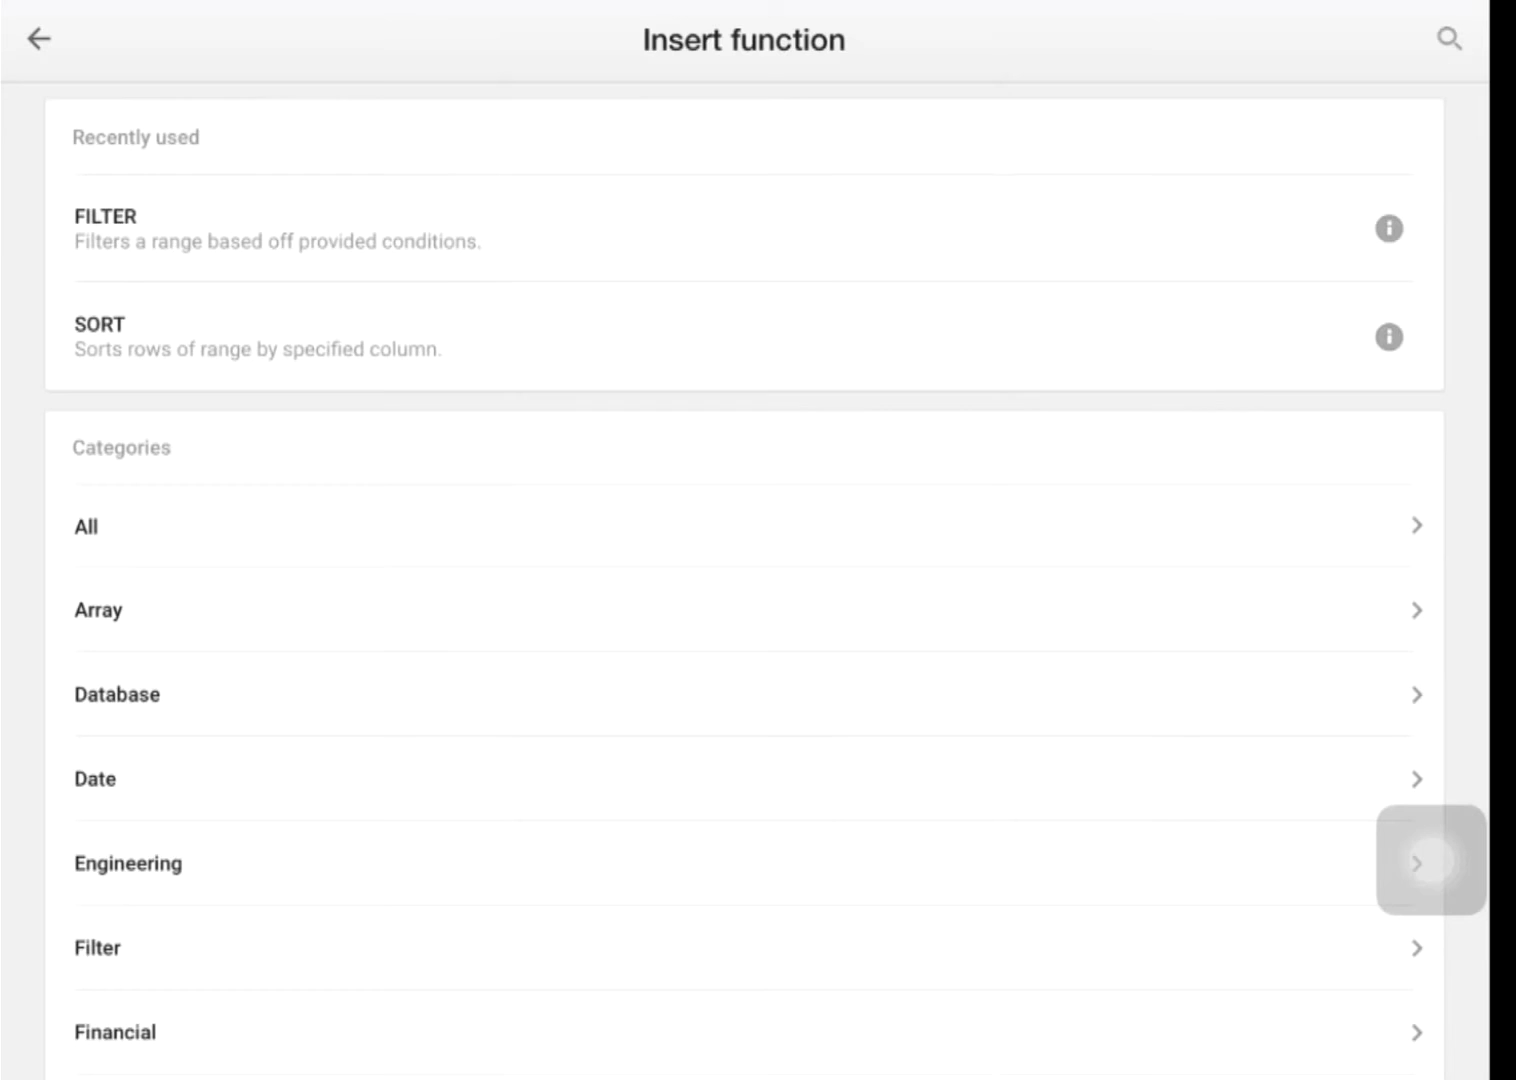 Insert function
Recently used
FILTER
Filters a range based off provided conditions.
SORT
Sorts rows of range by specified column.
Categories
All
Array
Database
Date
Engineering
Filter
Financial